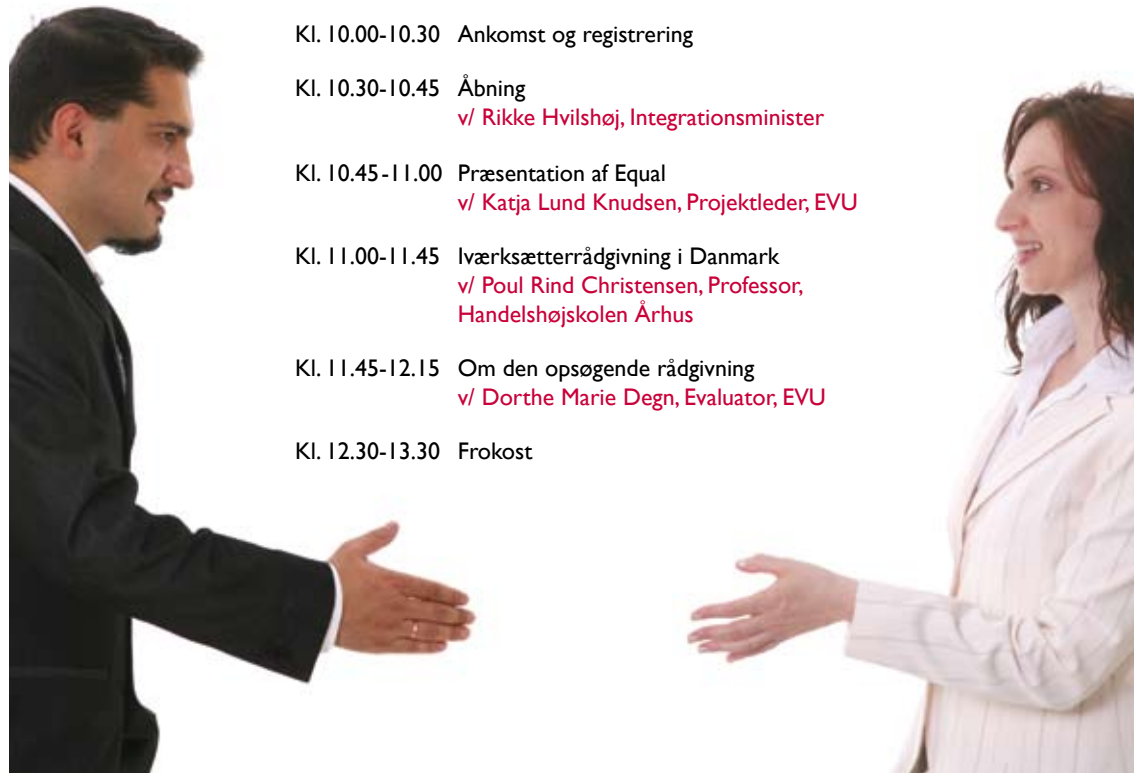 Kl. 10.00-10.30 Ankomst og registrering
Kl. 10.30-10.45 Åbning
v/ Rikke Hvilshøj, Integrationsminister
Kl. 10.45-11.00 Præsentation af Equal
v/ Katja Lund Knudsen, Projektleder, EVU
Kl. 11.00-11.45 Iværksætterrådgivning i Danmark
v/ Poul Rind Christensen, Professor,
Handelshøjskolen Århus
Kl. 11.45-12.15 Om den opsøgende rådgivning
v/ Dorthe Marie Degn, Evaluator, EVU
Kl. 12.30-13.30 Frokost